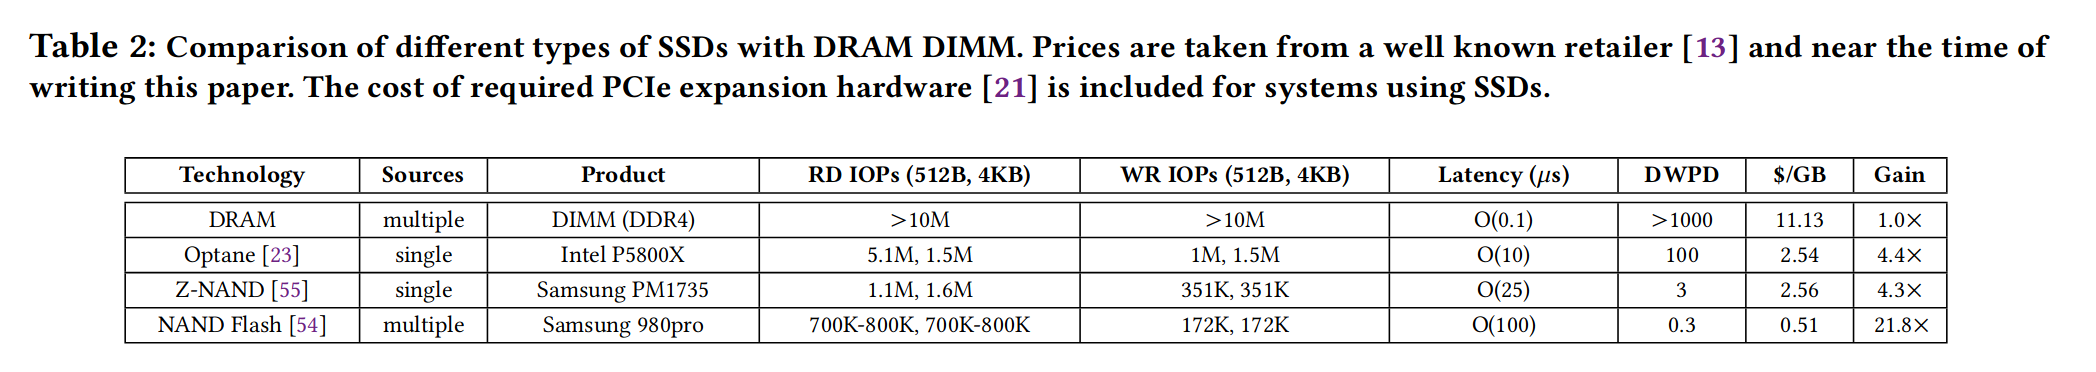 Table 2: Comparison of different types of SSDs with DRAM DIMM. Prices are taken from a well known retailer [13] and near the time of
writing this paper. The cost of required PCIe expansion hardware [21] is included for systems using SSDs.
Technology Sources Product RD IOPs (512B, 4KB) WR IOPs (512B, 4KB) Latency (μs) DWPD $/GB Gain
DRAM multiple DIMM (DDR4) >10M >10M O(0.1) >1000 11.13 1.0×
Optane [23] single Intel P5800X 5.1M, 1.5M 1M, 1.5M O(10) 100 2.54 4.4×
Z-NAND [55] single Samsung PM1735 1.1M, 1.6M 351K, 351K O(25) 3 2.56 4.3×
NAND Flash [54] multiple Samsung 980pro 700K-800K, 700K-800K 172K, 172K O(100) 0.3 0.51 21.8×